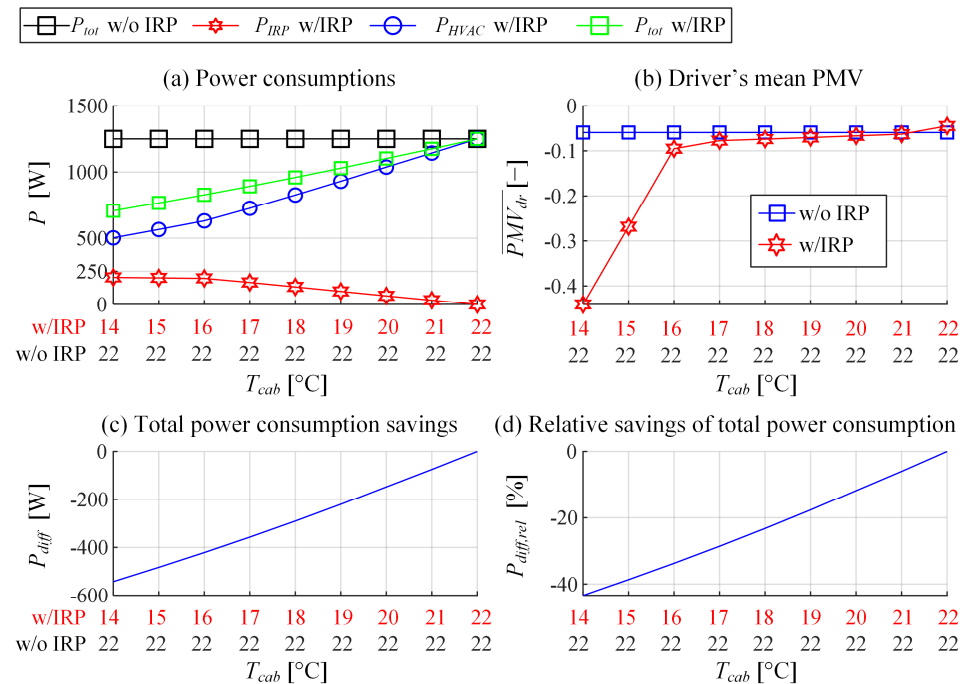 P_tot w/o IRP P_IRP w/IRP P_HVAC w/IRP P_tot w/IRP
(a) Power consumptions
1500
1000
500
250
0
P [W]
w/IRP 14 15 16 17 18 19 20 21 22
w/o IRP 22 22 22 22 22 22 22 22 22
T_cab [°C]
(b) Driver's mean PMV
0
-0.1
-0.2
-0.3
-0.4
PMV_dr [–]
w/o IRP
w/IRP
14 15 16 17 18 19 20 21 22
22 22 22 22 22 22 22 22 22
T_cab [°C]
(c) Total power consumption savings
0
-200
-400
-600
P_diff [W]
w/IRP 14 15 16 17 18 19 20 21 22
w/o IRP 22 22 22 22 22 22 22 22 22
T_cab [°C]
(d) Relative savings of total power consumption
0
-20
-40
P_diff,rel [%]
14 15 16 17 18 19 20 21 22
22 22 22 22 22 22 22 22 22
T_cab [°C]